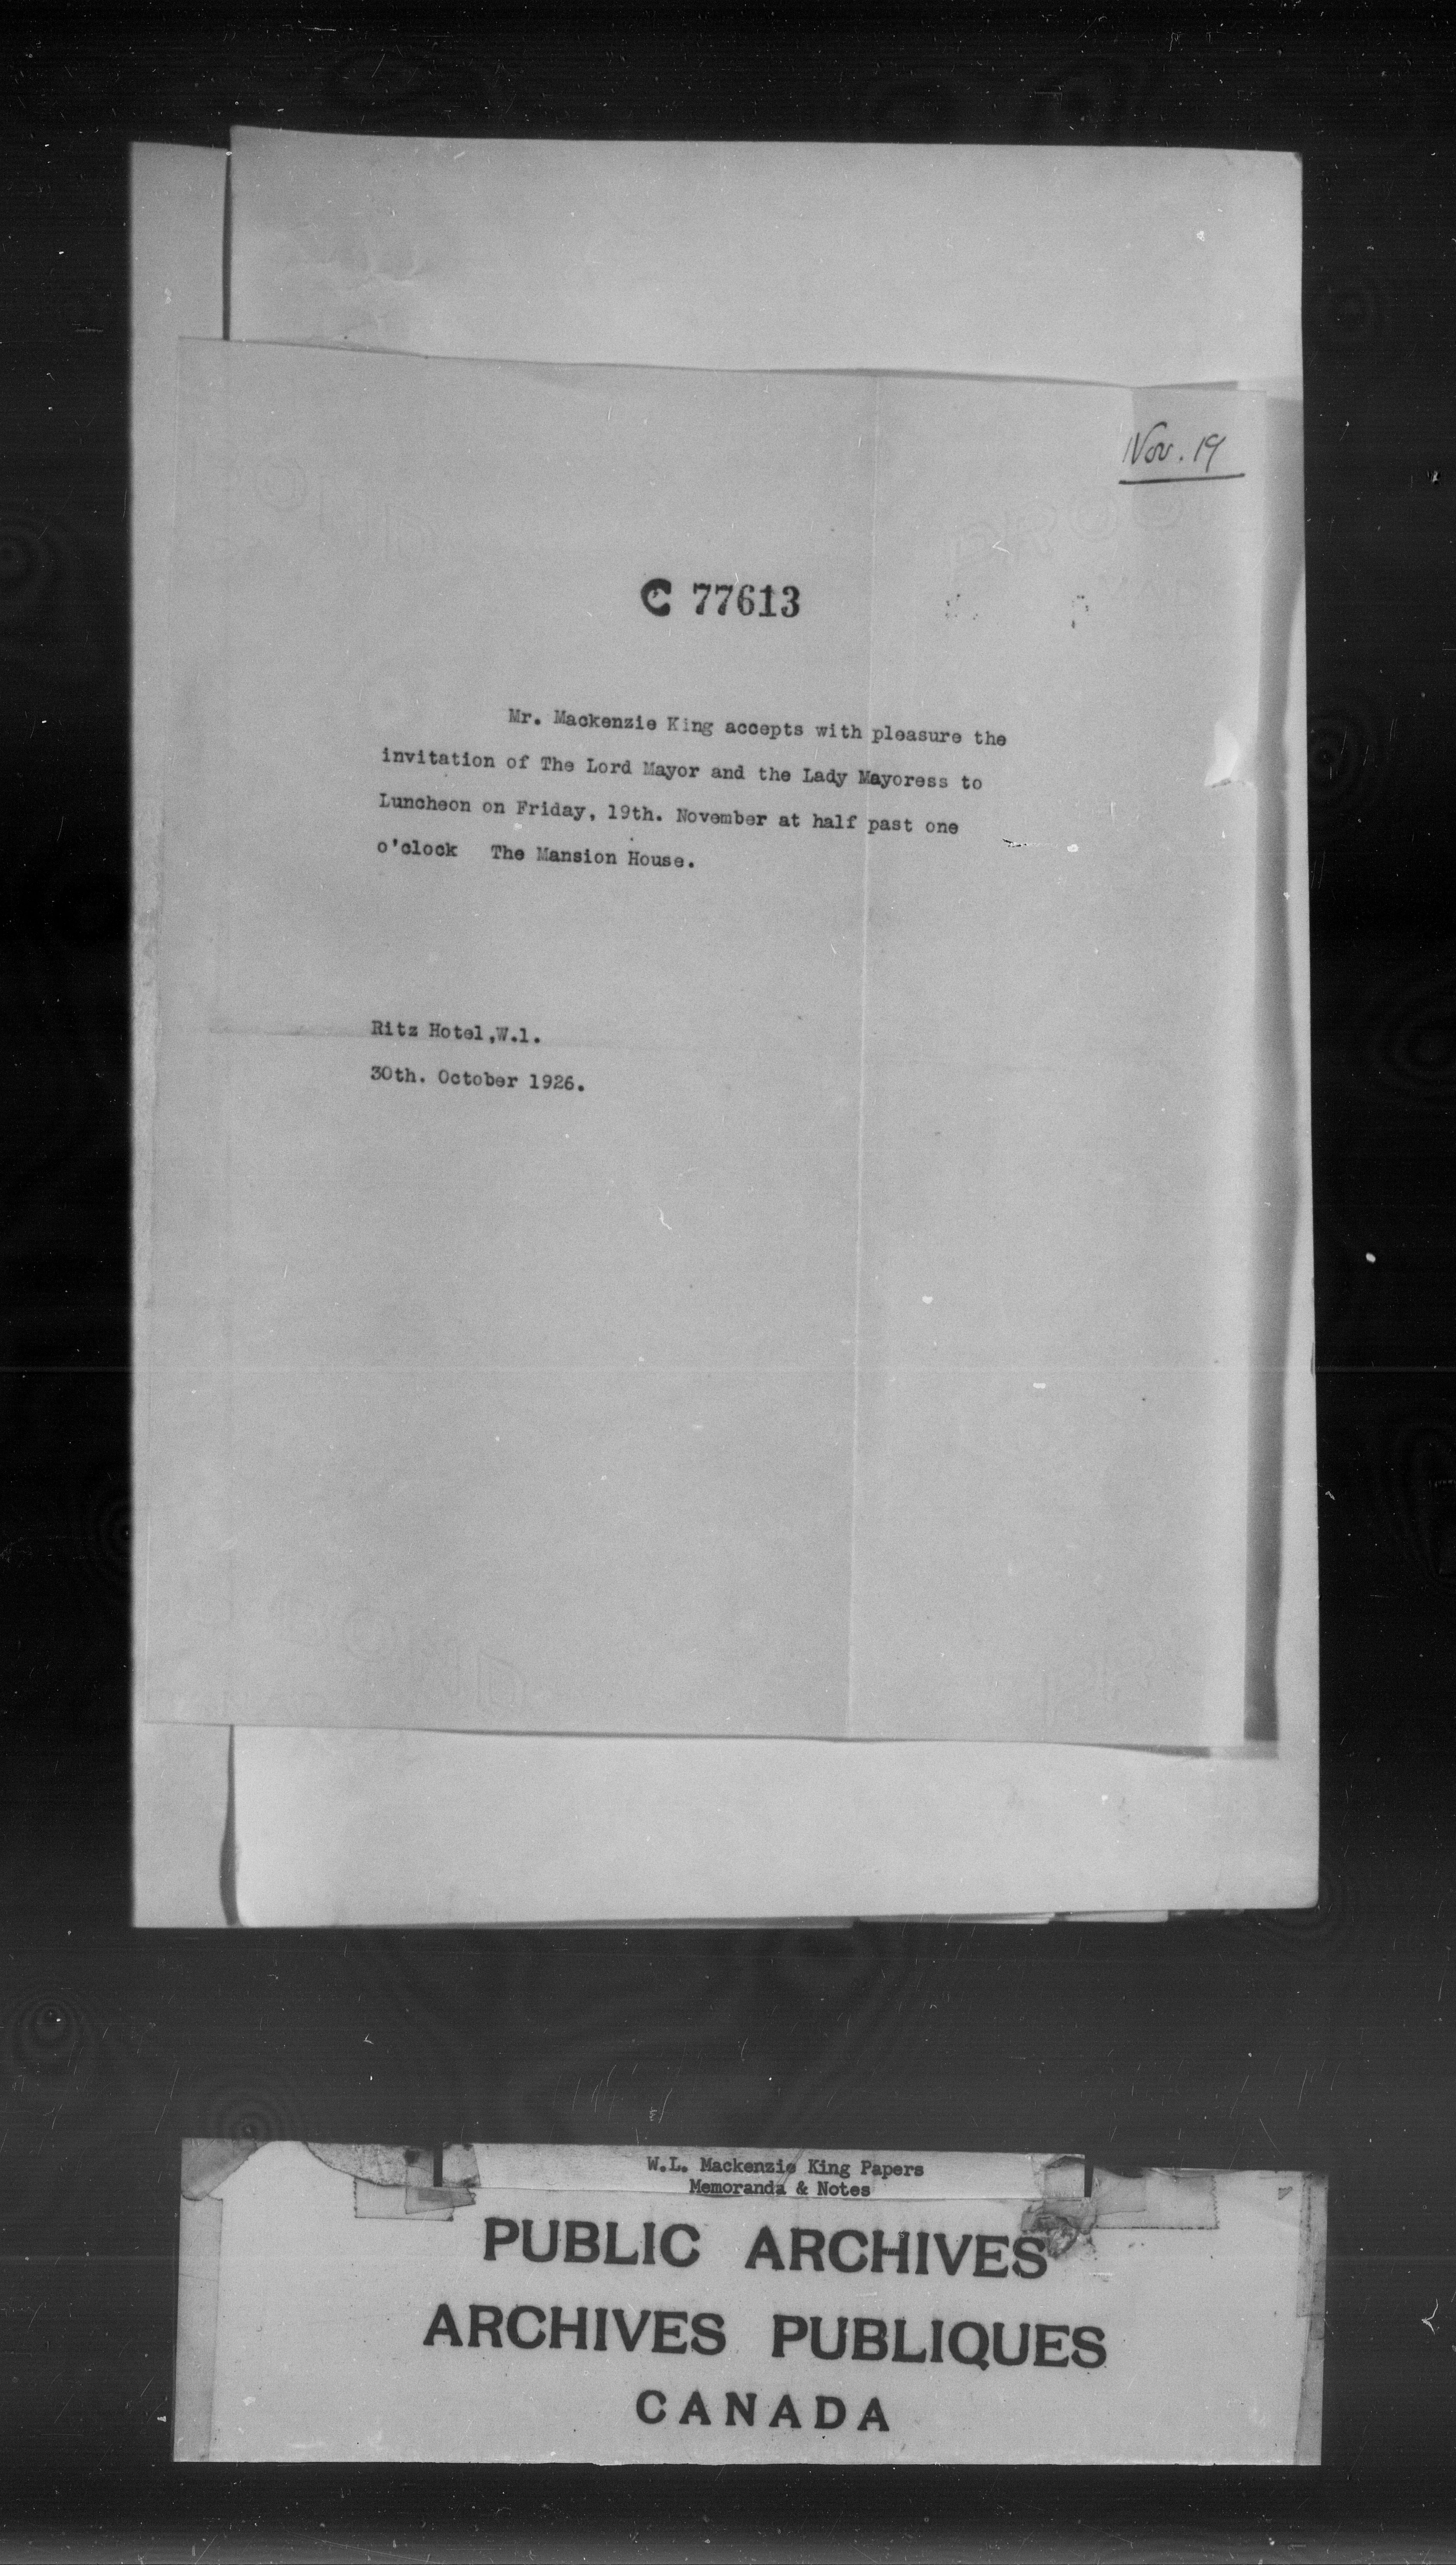 Nov. 19
C 77613
Mr. Mackenzie King accepts with pleasure the
invitation of The Lord Mayor and the Lady Mayoress to
Luncheon on Friday, 19th. November at half past one
o'clock The Mansion House.
Ritz Hotel,W.1.
30th. October 1926.
W.L. Mackenzie King Papers
Memoranda & Notes
PUBLIC ARCHIVES
ARCHIVES PUBLIQUES
CANADA